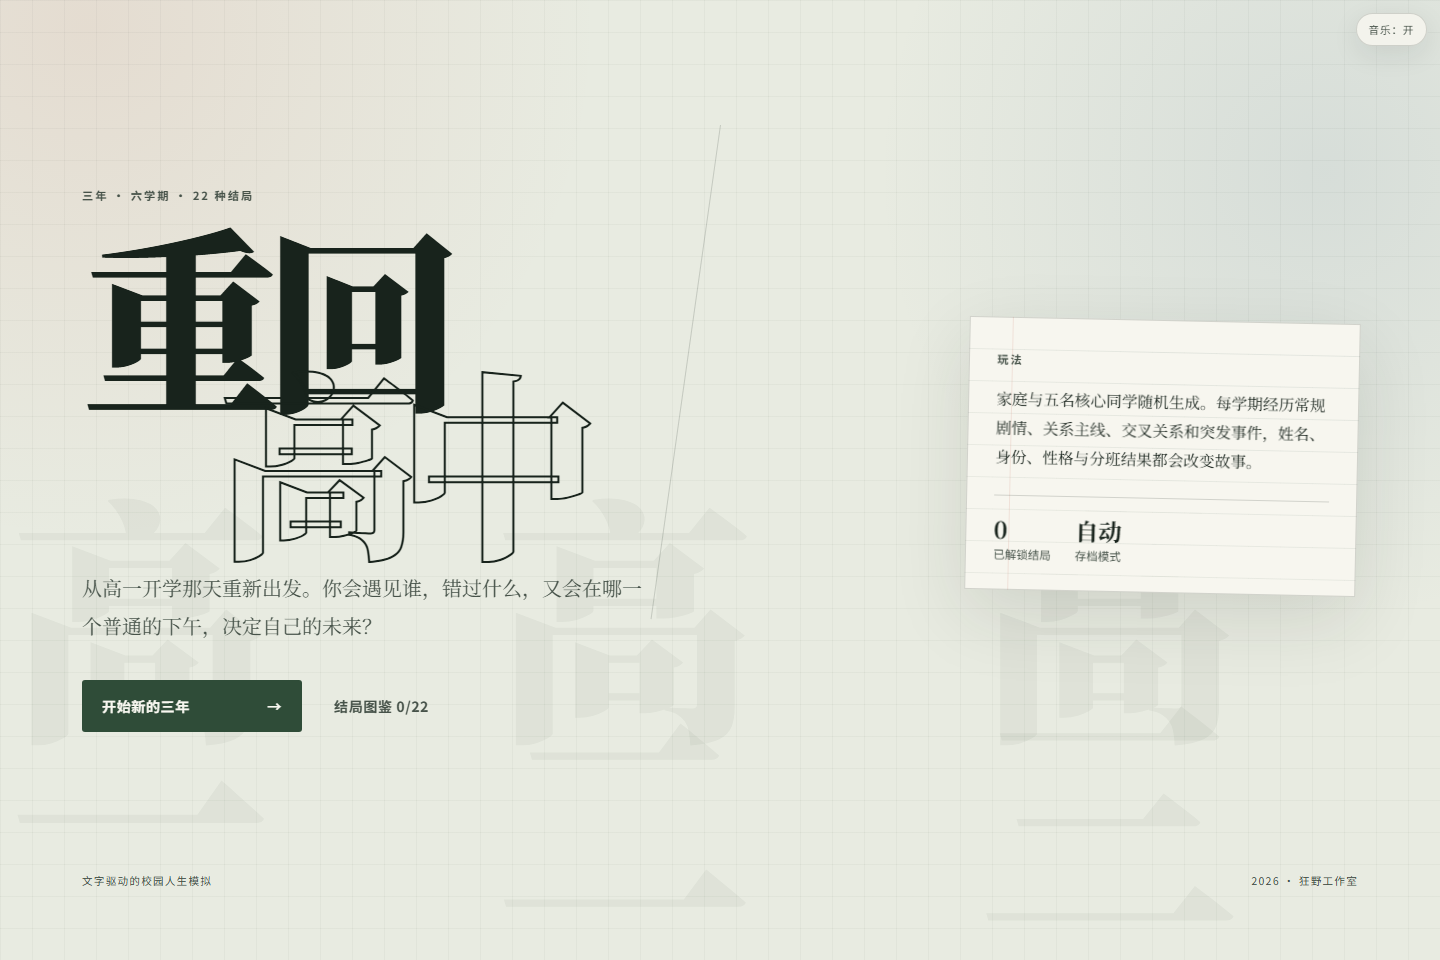 音乐：开
三年 · 六学期 · 22 种结局
重回
高中
从高一开学那天重新出发。你会遇见谁，错过什么，又会在哪一
个普通的下午，决定自己的未来？
开始新的三年 →
结局图鉴 0/22
玩法
家庭与五名核心同学随机生成。每学期经历常规
剧情、关系主线、交叉关系和突发事件，姓名、
身份、性格与分班结果都会改变故事。
0 自动
已解锁结局 存档模式
高一
高二
高三
文字驱动的校园人生模拟
2026 · 狂野工作室